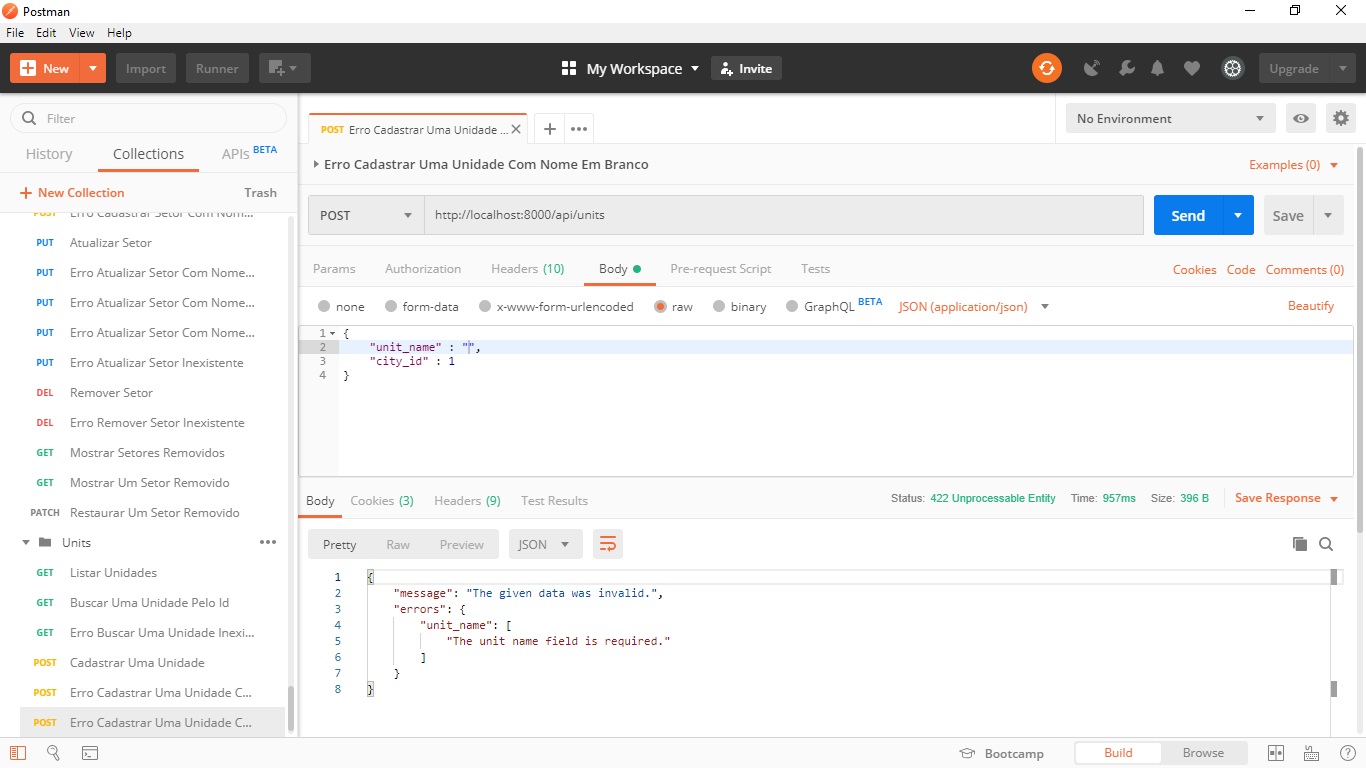 Postman
File Edit View Help
New Import Runner My Workspace Invite Upgrade
Filter
History Collections APIs BETA
New Collection Trash
POST Erro Cadastrar Setor Com Nom...
PUT Atualizar Setor
PUT Erro Atualizar Setor Com Nome...
PUT Erro Atualizar Setor Com Nome...
PUT Erro Atualizar Setor Com Nome...
PUT Erro Atualizar Setor Inexistente
DEL Remover Setor
DEL Erro Remover Setor Inexistente
GET Mostrar Setores Removidos
GET Mostrar Um Setor Removido
PATCH Restaurar Um Setor Removido
Units
GET Listar Unidades
GET Buscar Uma Unidade Pelo Id
GET Erro Buscar Uma Unidade Inexi...
POST Cadastrar Uma Unidade
POST Erro Cadastrar Uma Unidade C...
POST Erro Cadastrar Uma Unidade C...
POST Erro Cadastrar Uma Unidade ...
No Environment
Erro Cadastrar Uma Unidade Com Nome Em Branco
Examples (0)
POST http://localhost:8000/api/units Send Save
Params Authorization Headers (10) Body Pre-request Script Tests Cookies Code Comments (0)
none form-data x-www-form-urlencoded raw binary GraphQL BETA JSON (application/json) Beautify
1 {
2 "unit_name" : "",
3 "city_id" : 1
4 }
Body Cookies (3) Headers (9) Test Results Status: 422 Unprocessable Entity Time: 957ms Size: 396 B Save Response
Pretty Raw Preview JSON
1 {
2 "message": "The given data was invalid.",
3 "errors": {
4 "unit_name": [
5 "The unit name field is required."
6 ]
7 }
8 }
Bootcamp Build Browse